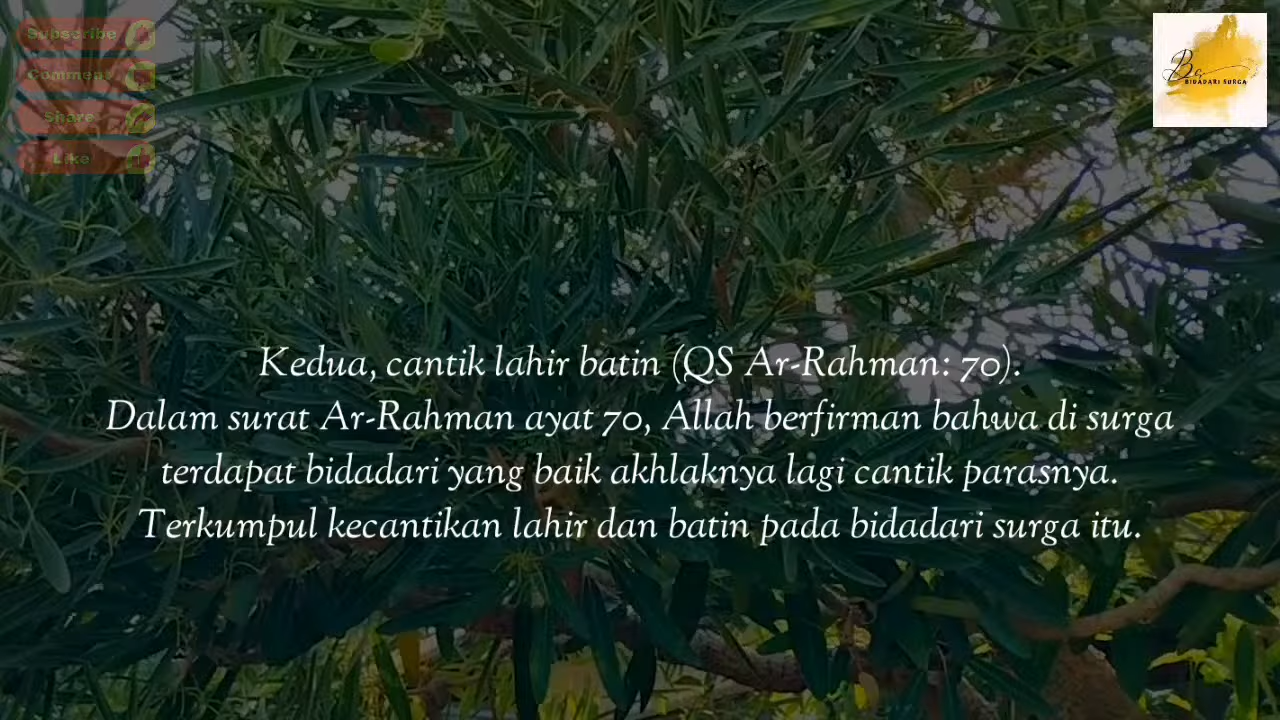 Subscribe
Comment
Share
Like
BIDADARI SURGA
Kedua, cantik lahir batin (QS Ar-Rahman: 70).
Dalam surat Ar-Rahman ayat 70, Allah berfirman bahwa di surga
terdapat bidadari yang baik akhlaknya lagi cantik parasnya.
Terkumpul kecantikan lahir dan batin pada bidadari surga itu.